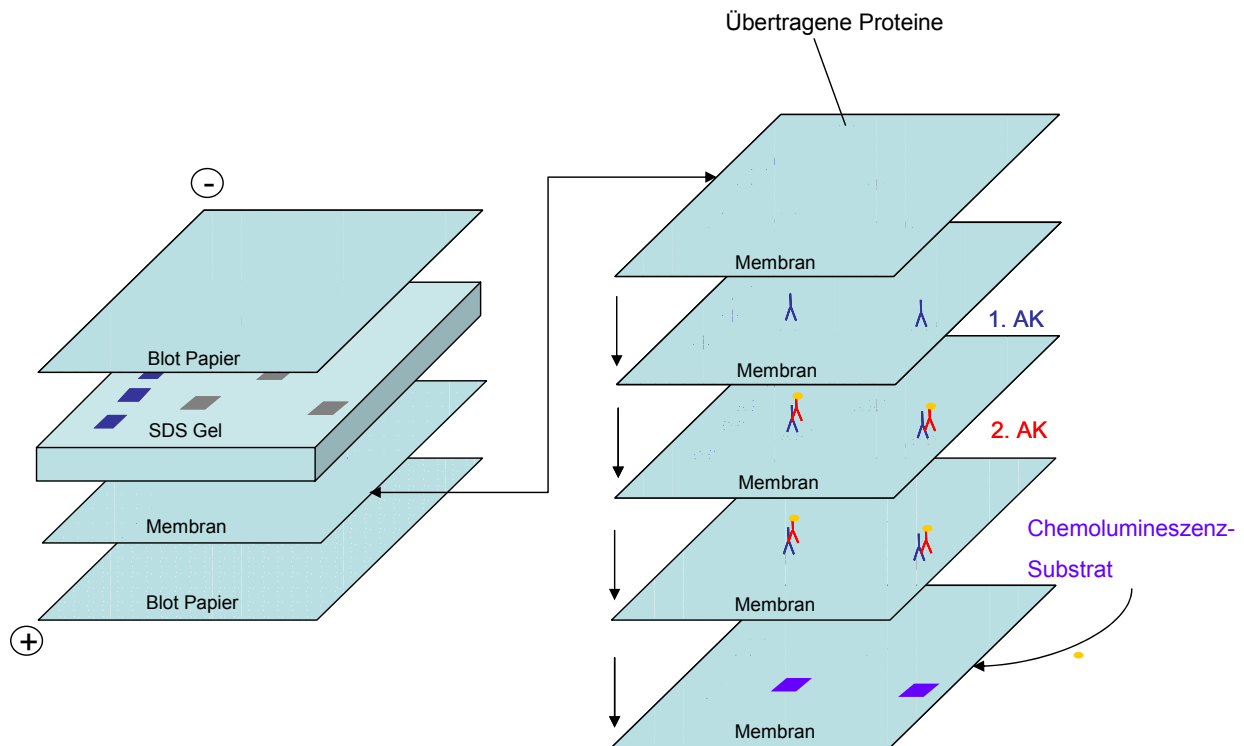 Übertragene Proteine
-
Blot Papier
SDS Gel
Membran
Blot Papier
+
Membran
1. AK
Membran
2. AK
Membran
Membran
Chemolumineszenz-
Substrat
Membran